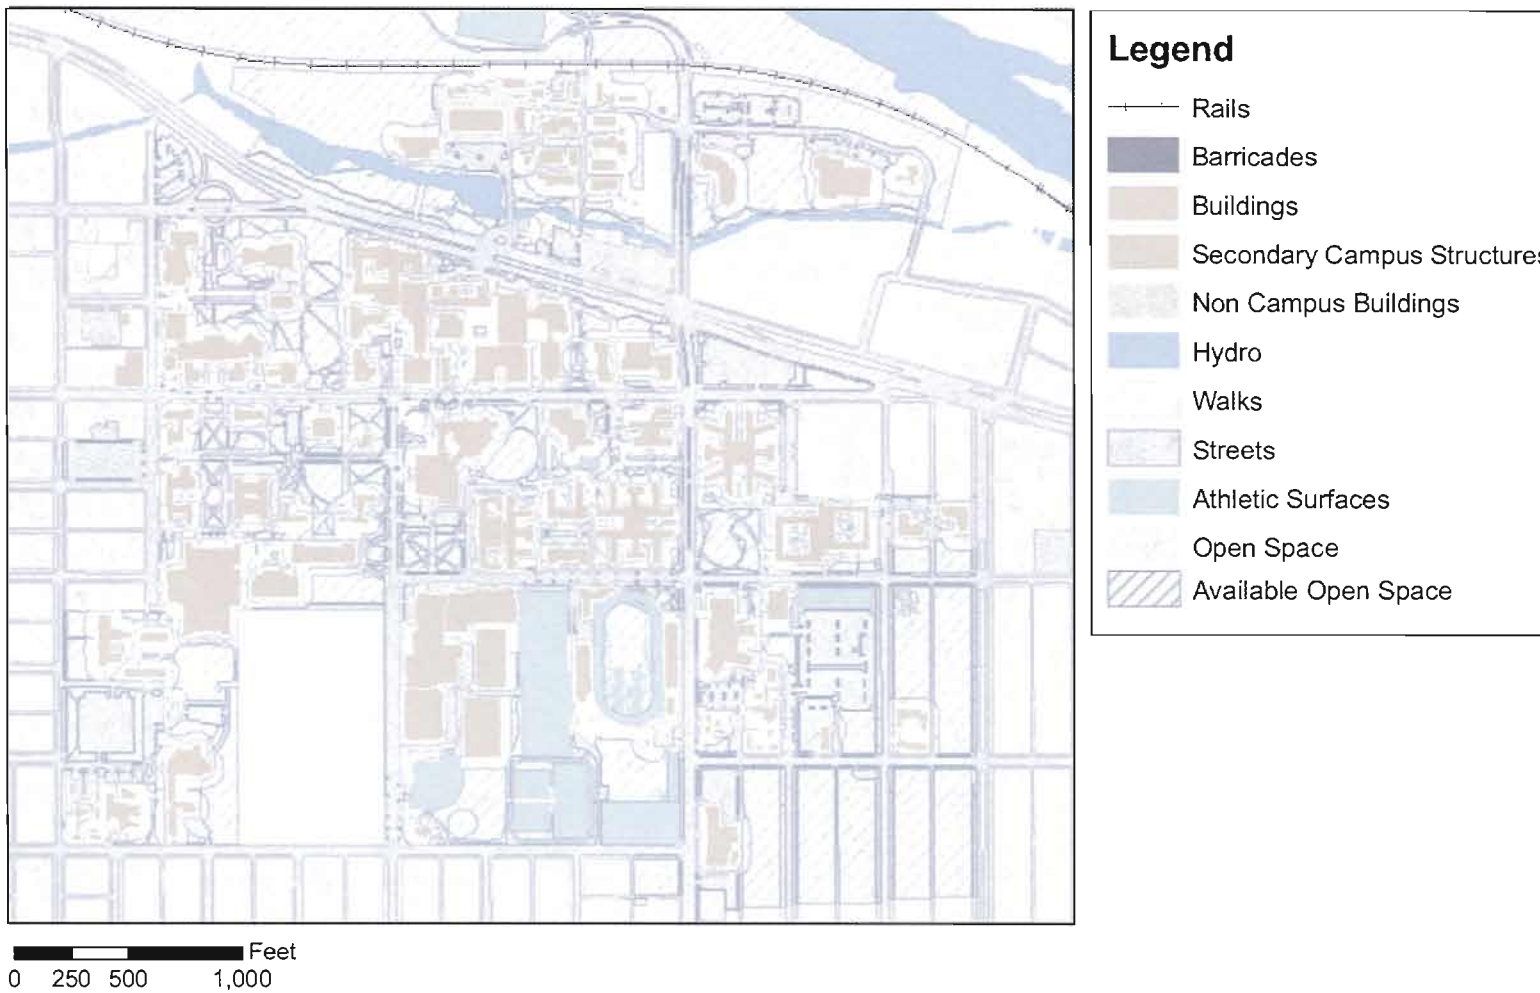 Legend
Rails
Barricades
Buildings
Secondary Campus Structures
Non Campus Buildings
Hydro
Walks
Streets
Athletic Surfaces
Open Space
Available Open Space
Feet
0 250 500 1,000